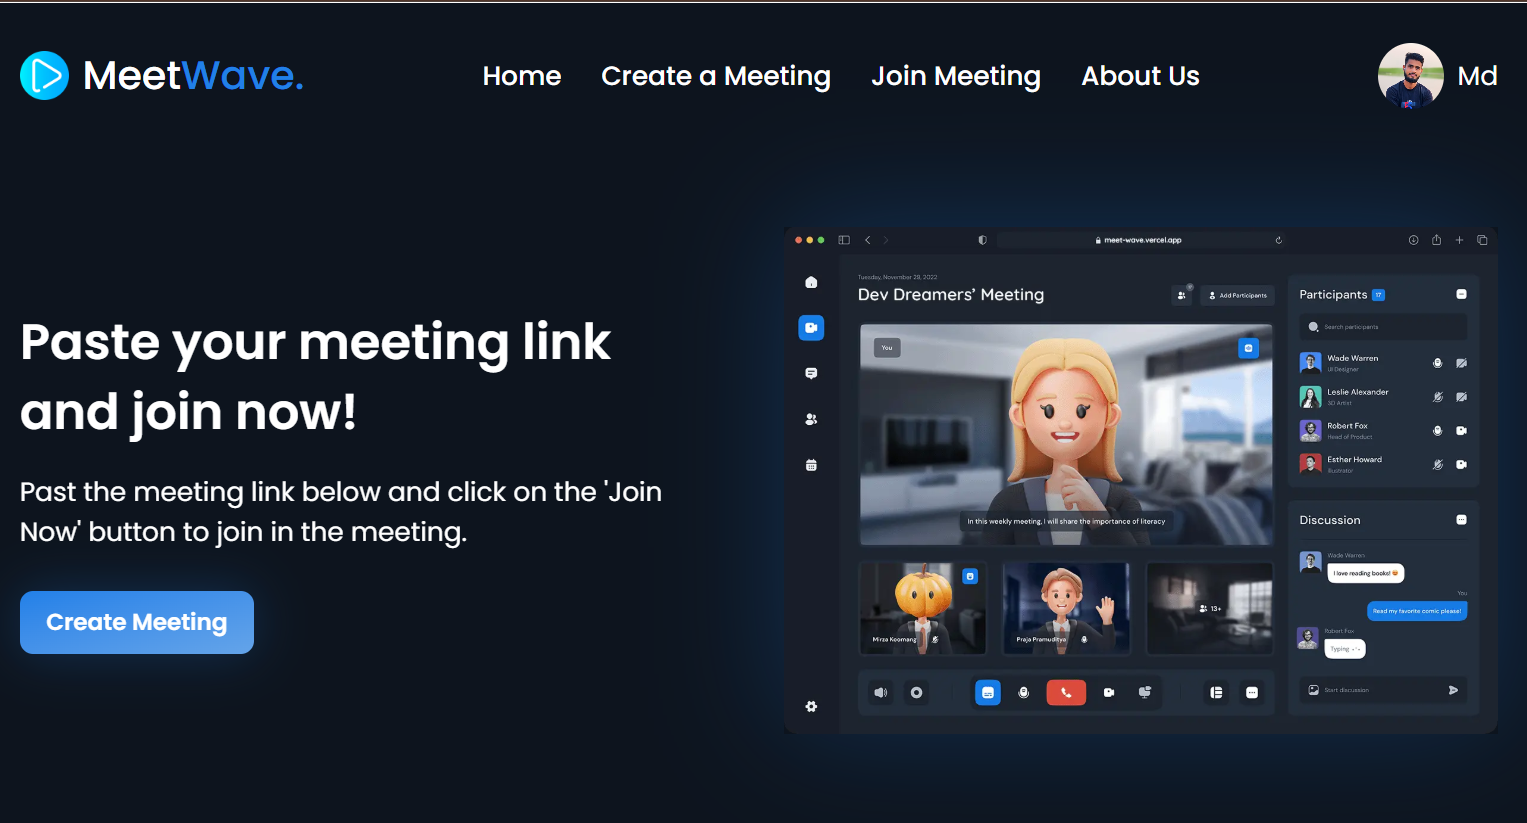 MeetWave.
Home
Create a Meeting
Join Meeting
About Us
Md
Paste your meeting link
and join now!
Past the meeting link below and click on the 'Join
Now' button to join in the meeting.
Create Meeting
meet-wave.vercel.app
Tuesday, November 28, 2022
Dev Dreamers' Meeting
Add Participants
You
In this weekly meeting, I will share the importance of literacy
Mirza Keomang
Praja Pramuditya
13+
Participants 17
Search participants
Wade Warren
UI Designer
Leslie Alexander
3D Artist
Robert Fox
Head of Product
Esther Howard
Illustrator
Discussion
Wade Warren
I love reading books! 😍
You
Read my favorite comic please!
Robert Fox
Typing
Start discussion